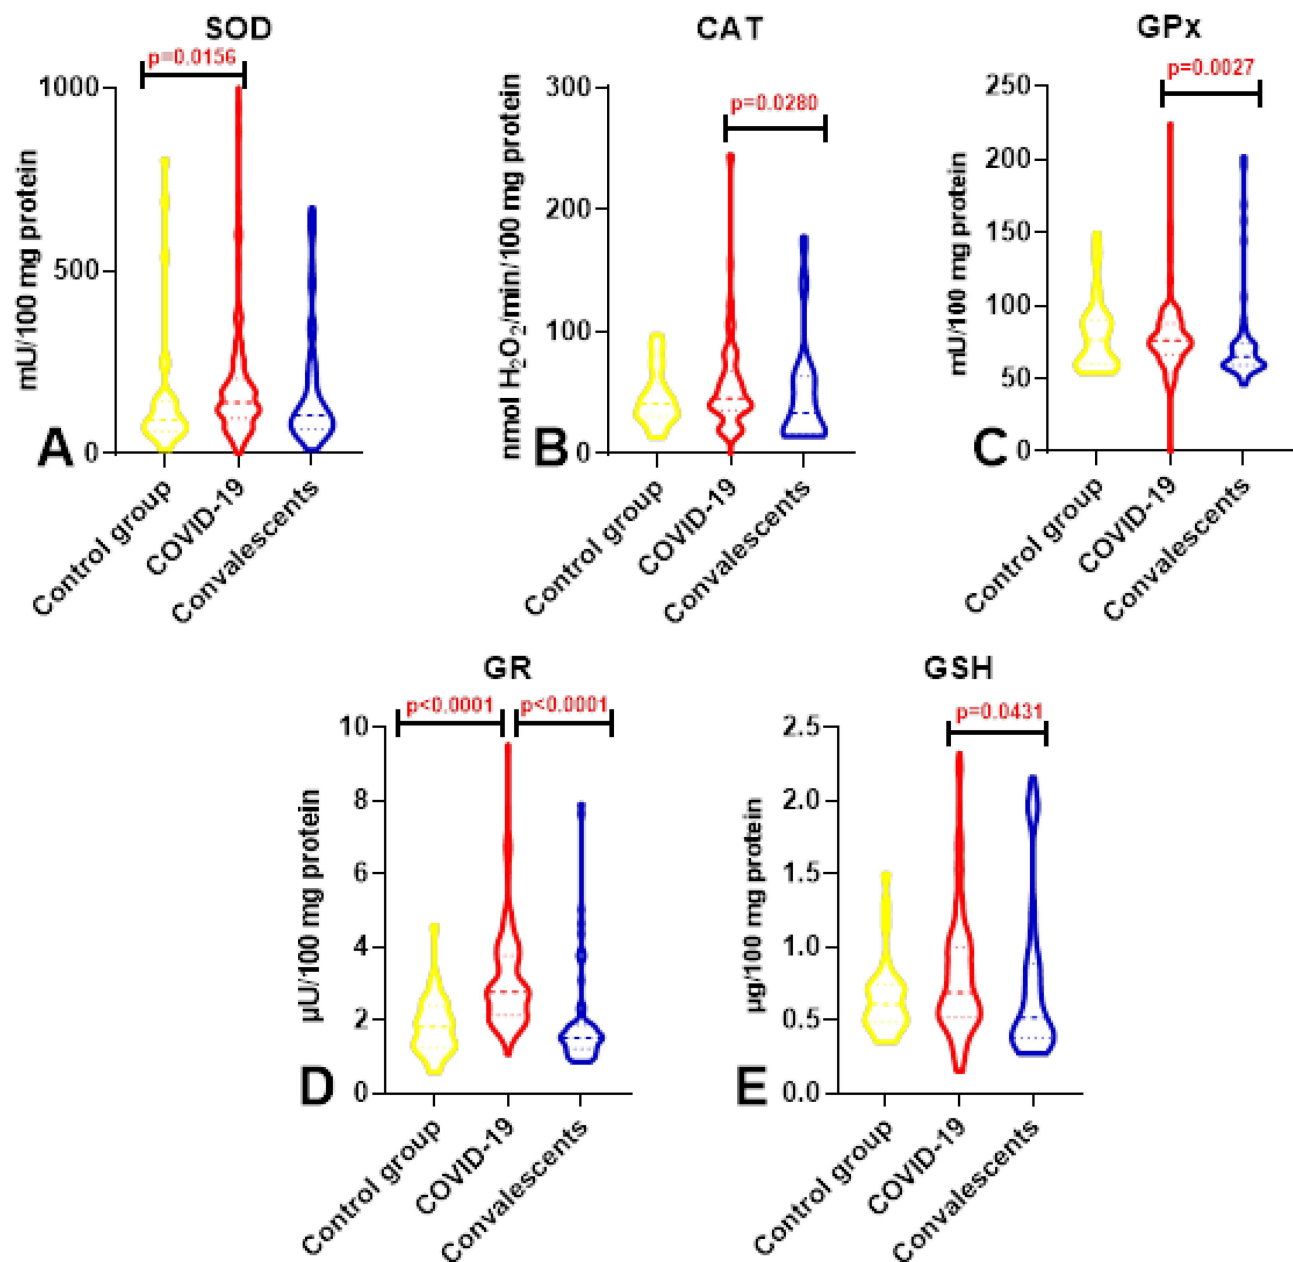 SOD
p=0.0156
1000
500
0
mU/100 mg protein
A
Control group
COVID-19
Convalescents
CAT
p=0.0280
300
200
100
0
nmol H₂O₂/min/100 mg protein
B
Control group
COVID-19
Convalescents
GPx
p=0.0027
250
200
150
100
50
0
mU/100 mg protein
C
Control group
COVID-19
Convalescents
GR
p<0.0001
p<0.0001
10
8
6
4
2
0
µU/100 mg protein
D
Control group
COVID-19
Convalescents
GSH
p=0.0431
2.5
2.0
1.5
1.0
0.5
0.0
µg/100 mg protein
E
Control group
COVID-19
Convalescents